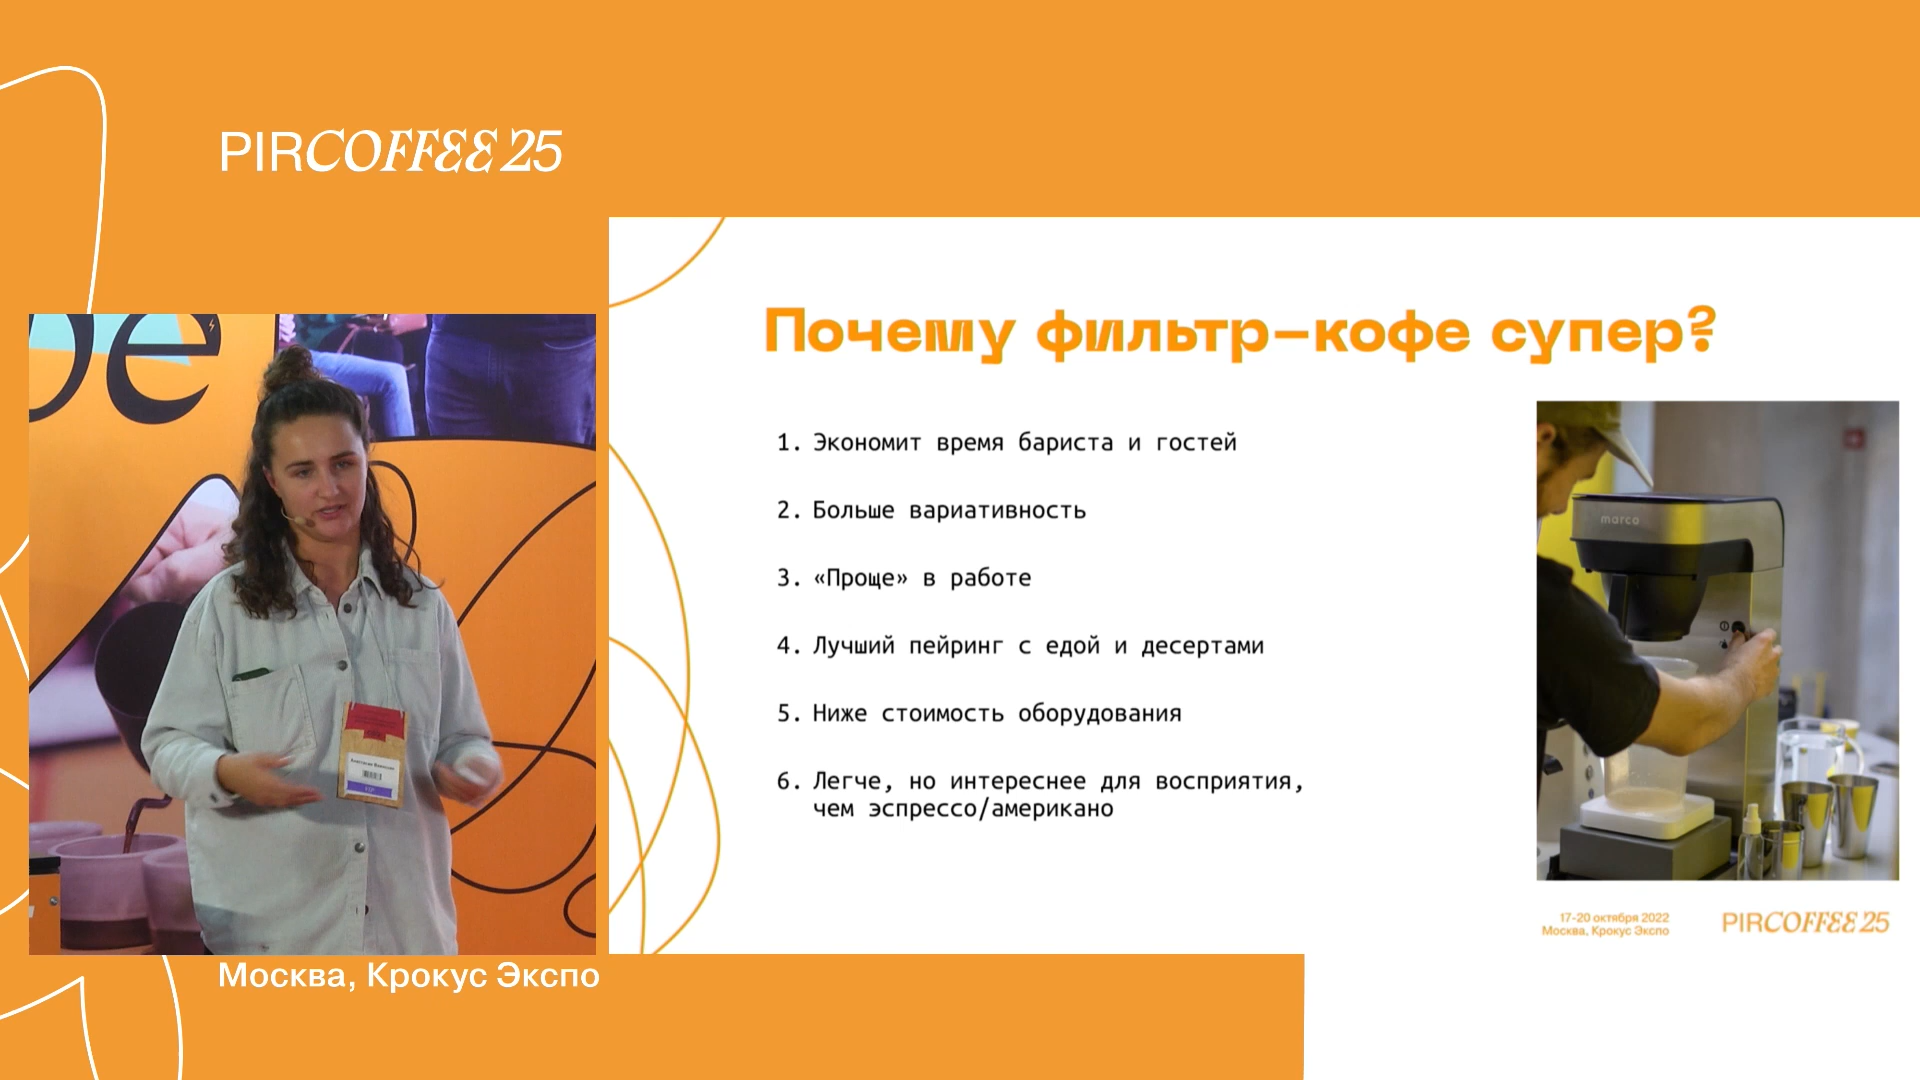 PIRCOFFEE 25
Почему фильтр-кофе супер?
1. Экономит время бариста и гостей
2. Больше вариативность
3. «Проще» в работе
4. Лучший пейринг с едой и десертами
5. Ниже стоимость оборудования
6. Легче, но интереснее для восприятия,
чем эспрессо/американо
marco
17-20 октября 2022
Москва, Крокус Экспо
PIRCOFFEE 25
Москва, Крокус Экспо